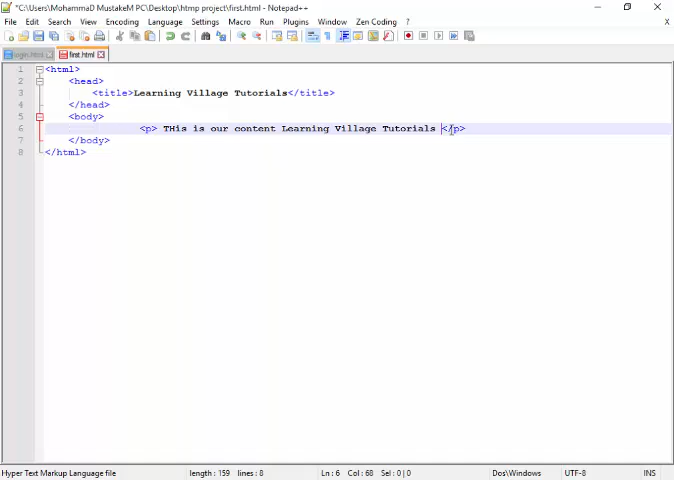 *C:\Users\MohammaD MustakeM PC\Desktop\htmp project\first.html - Notepad++
File Edit Search View Encoding Language Settings Macro Run Plugins Window Zen Coding ? X
login.html first.html
1 <html>
2 <head>
3 <title>Learning Village Tutorials</title>
4 </head>
5 <body>
6 <p> THis is our content Learning Village Tutorials </p>
7 </body>
8 </html>
Hyper Text Markup Language file length : 159 lines : 8 Ln : 6 Col : 68 Sel : 0 | 0 Dos\Windows UTF-8 INS